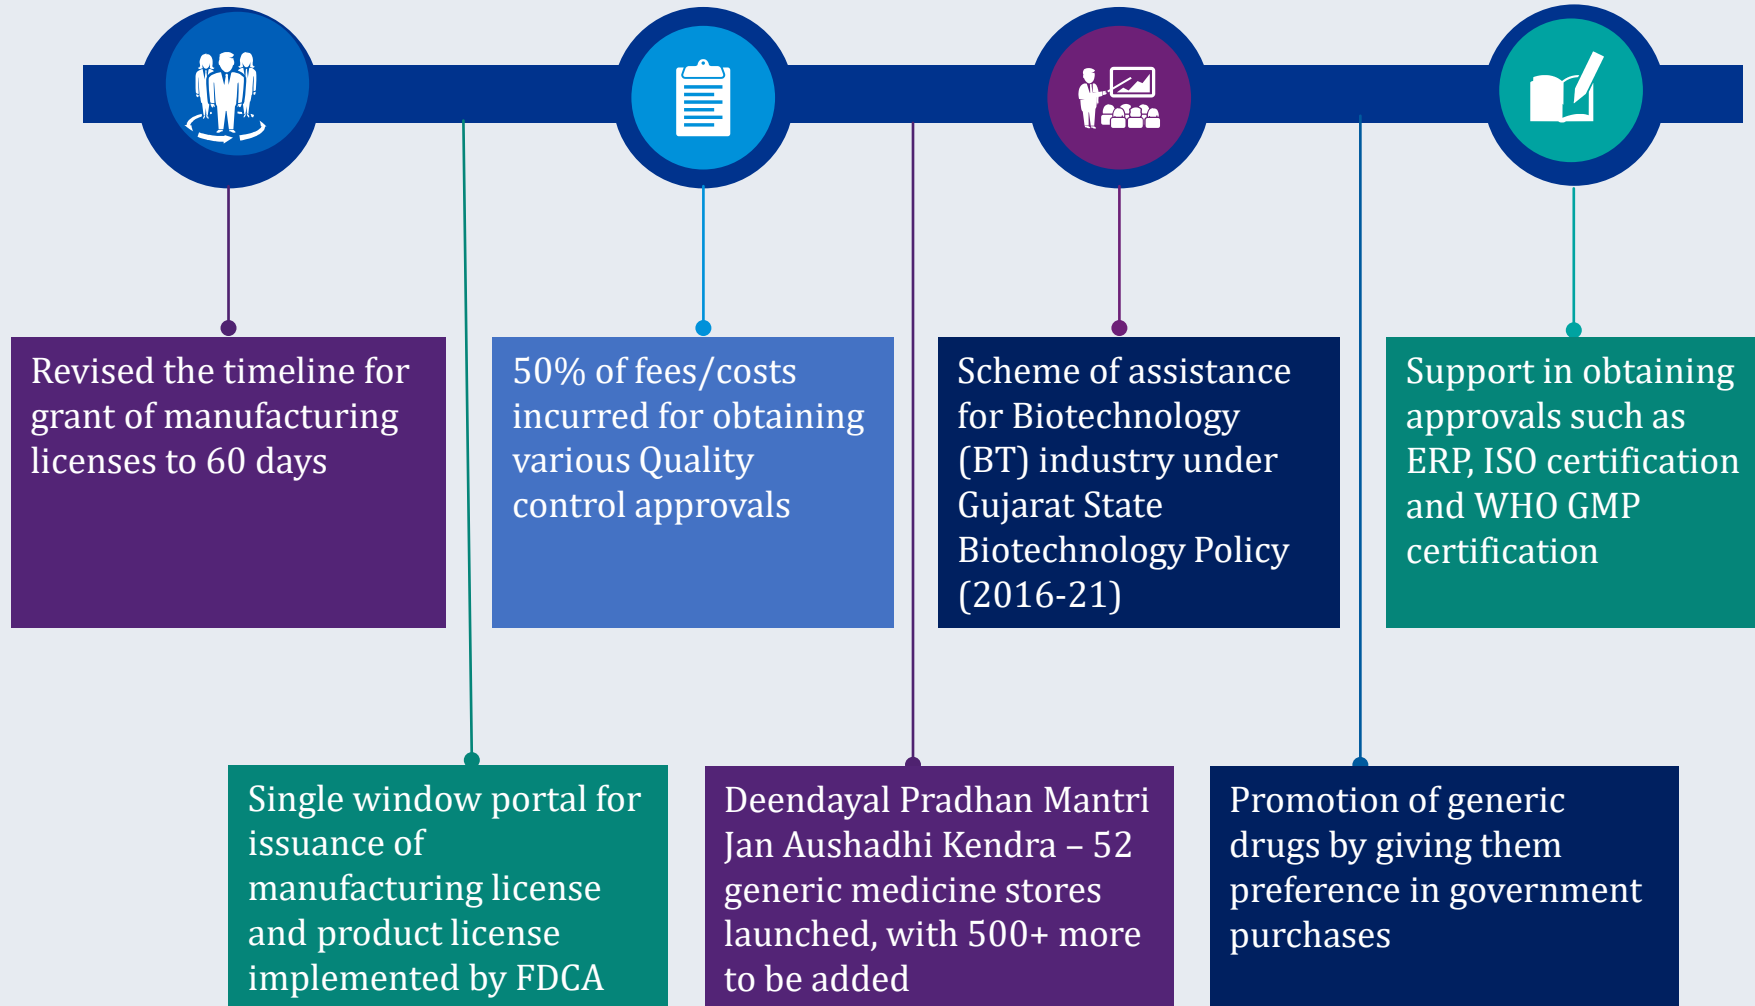 Revised the timeline for
grant of manufacturing
licenses to 60 days
50% of fees/costs
incurred for obtaining
various Quality
control approvals
Scheme of assistance
for Biotechnology
(BT) industry under
Gujarat State
Biotechnology Policy
(2016-21)
Support in obtaining
approvals such as
ERP, ISO certification
and WHO GMP
certification
Single window portal for
issuance of
manufacturing license
and product license
implemented by FDCA
Deendayal Pradhan Mantri
Jan Aushadhi Kendra – 52
generic medicine stores
launched, with 500+ more
to be added
Promotion of generic
drugs by giving them
preference in government
purchases